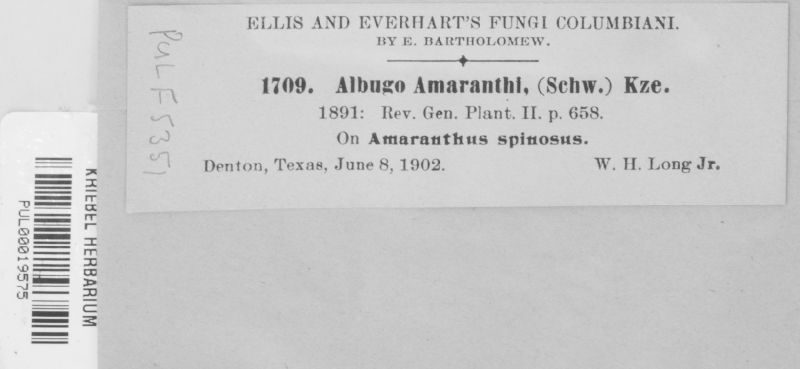 ELLIS AND EVERHART'S FUNGI COLUMBIANI.
BY E. BARTHOLOMEW.
1709. Albugo Amaranthi, (Schw.) Kze.
1891: Rev. Gen. Plant. II. p. 658.
On Amaranthus spinosus.
Denton, Texas, June 8, 1902. W. H. Long Jr.
PUL F5351
KRIEBEL HERBARIUM
PUL00019575